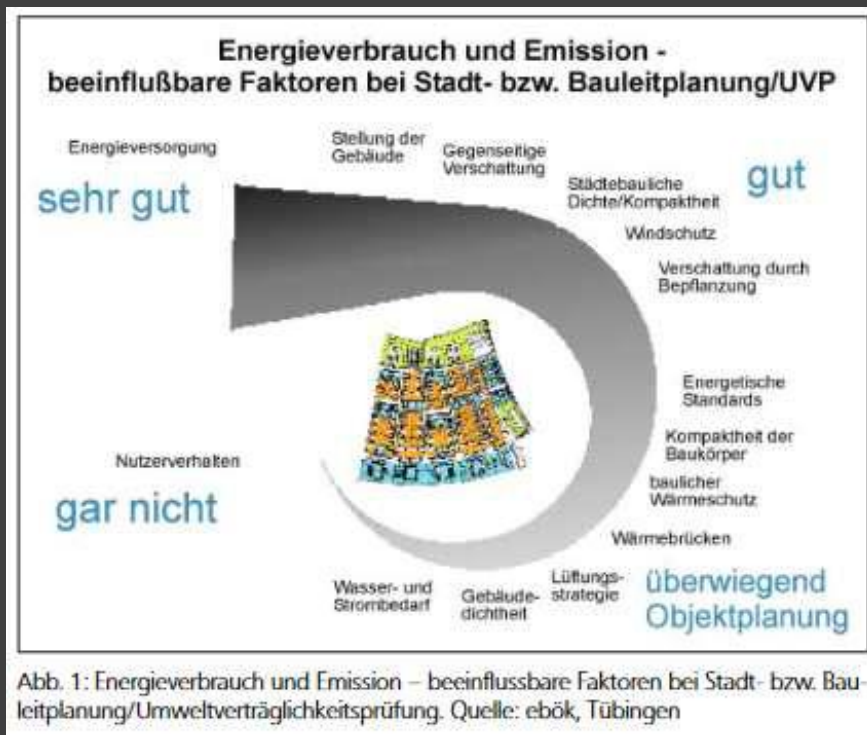 Energieverbrauch und Emission -
beeinflußbare Faktoren bei Stadt- bzw. Bauleitplanung/UVP
Energieversorgung
sehr gut
Stellung der
Gebäude
Gegenseitige
Verschattung
gut
Städtebauliche
Dichte/Kompaktheit
Windschutz
Verschattung durch
Bepflanzung
Energetische
Standards
Kompaktheit der
Baukörper
baulicher
Wärmeschutz
Wärmebrücken
überwiegend
Objektplanung
Lüftungs-
strategie
Gebäude-
dichtheit
Wasser- und
Strombedarf
Nutzerverhalten
gar nicht
Abb. 1: Energieverbrauch und Emission – beeinflussbare Faktoren bei Stadt- bzw. Bau-
leitplanung/Umweltverträglichkeitsprüfung. Quelle: ebök, Tübingen